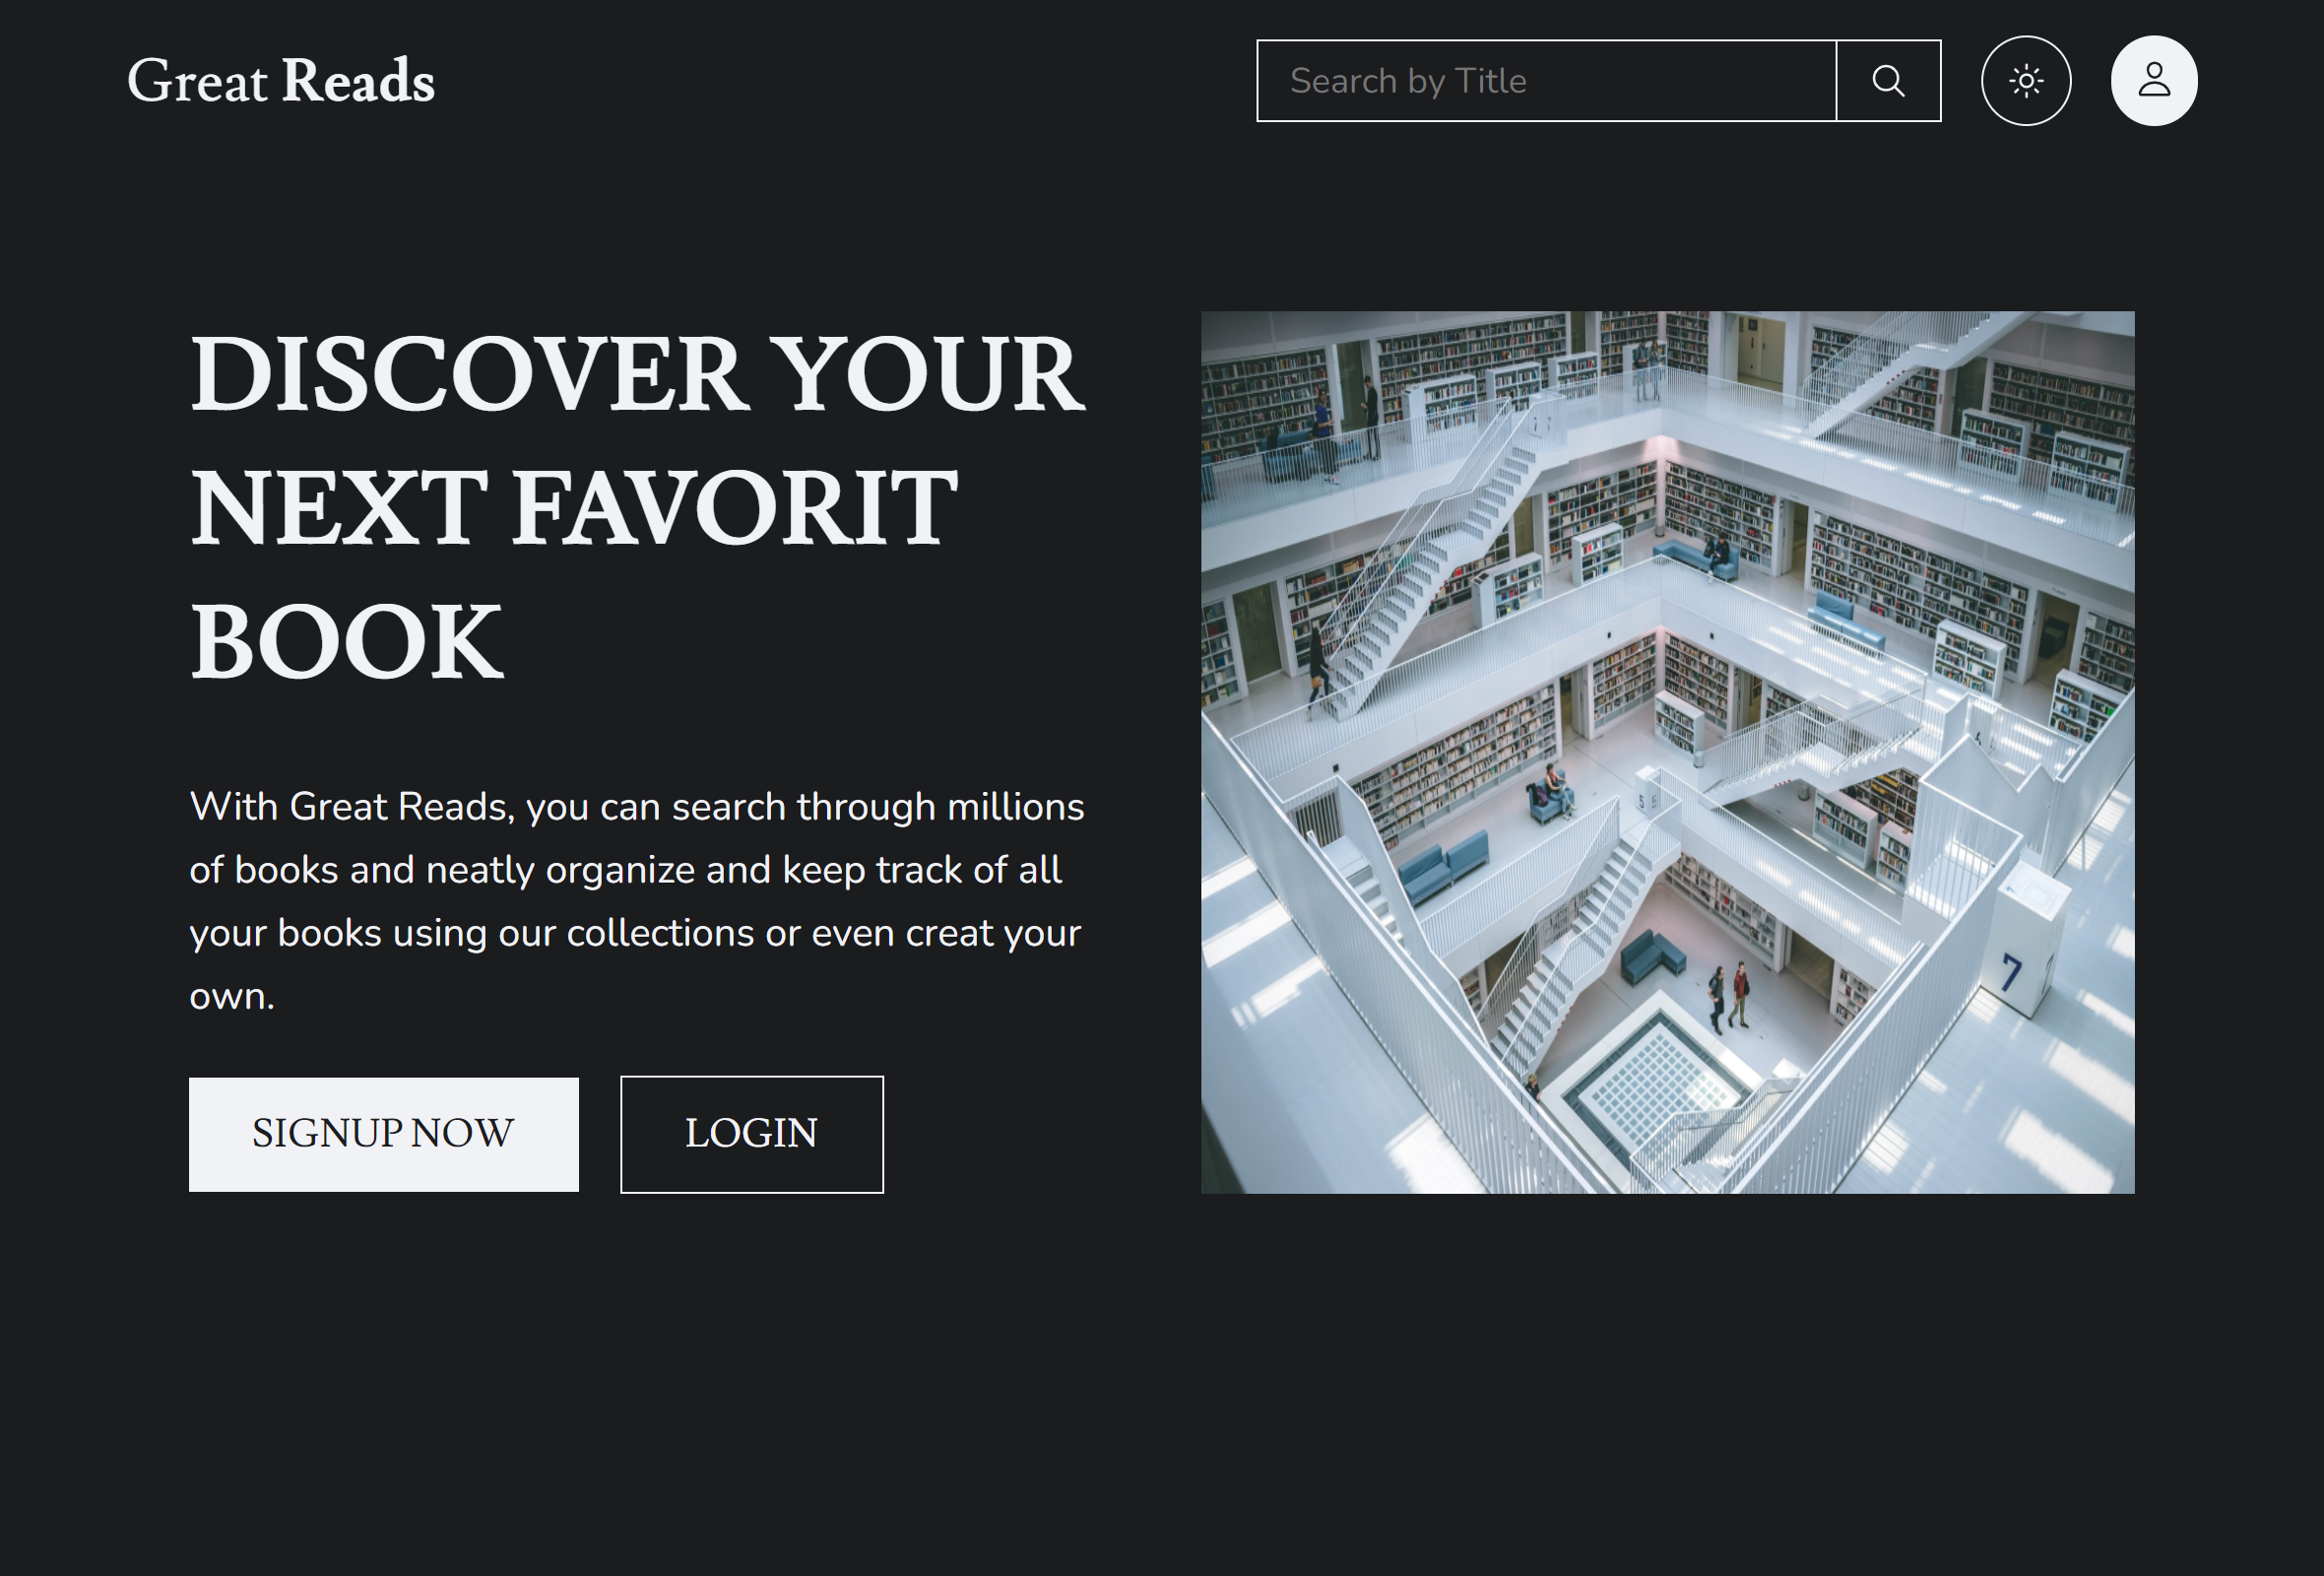 Great Reads
Search by Title
DISCOVER YOUR
NEXT FAVORIT
BOOK
With Great Reads, you can search through millions
of books and neatly organize and keep track of all
your books using our collections or even creat your
own.
SIGNUP NOW
LOGIN
7